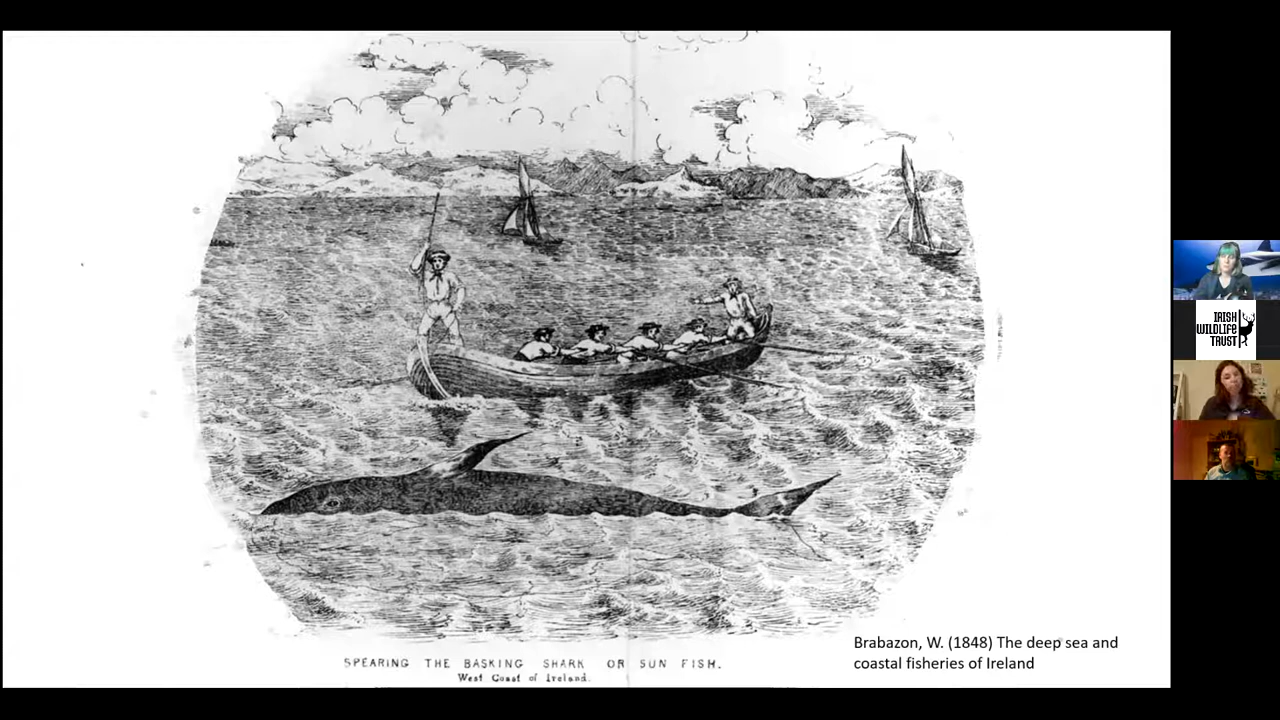 SPEARING THE BASKING SHARK OR SUN FISH.
West Coast of Ireland.
Brabazon, W. (1848) The deep sea and
coastal fisheries of Ireland
IRISH
WILDLIFE
TRUST